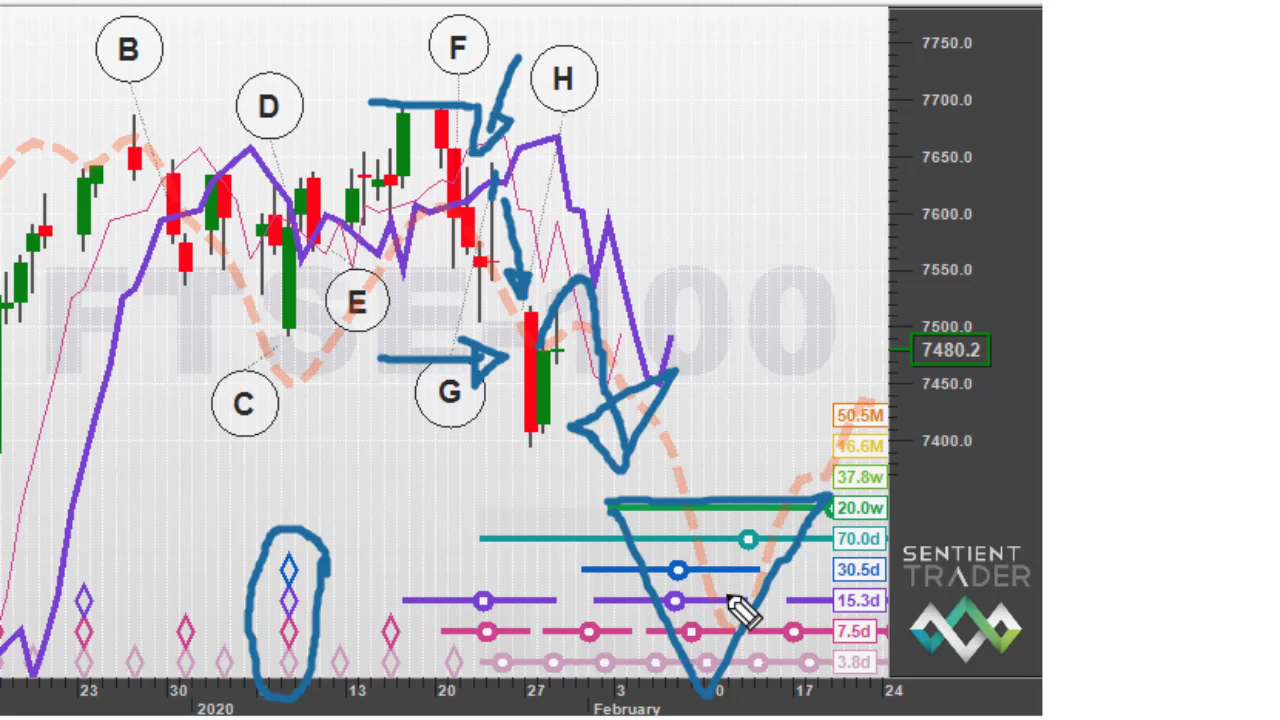 B
D
F
H
E
C
G
FTSE 100
7750.0
7700.0
7650.0
7600.0
7550.0
7500.0
7480.2
7450.0
7400.0
50.5M
16.6M
37.8w
20.0w
70.0d
30.5d
15.3d
7.5d
3.8d
SENTIENT
TRADER
23
30
13
20
27
3
17
24
2020
February